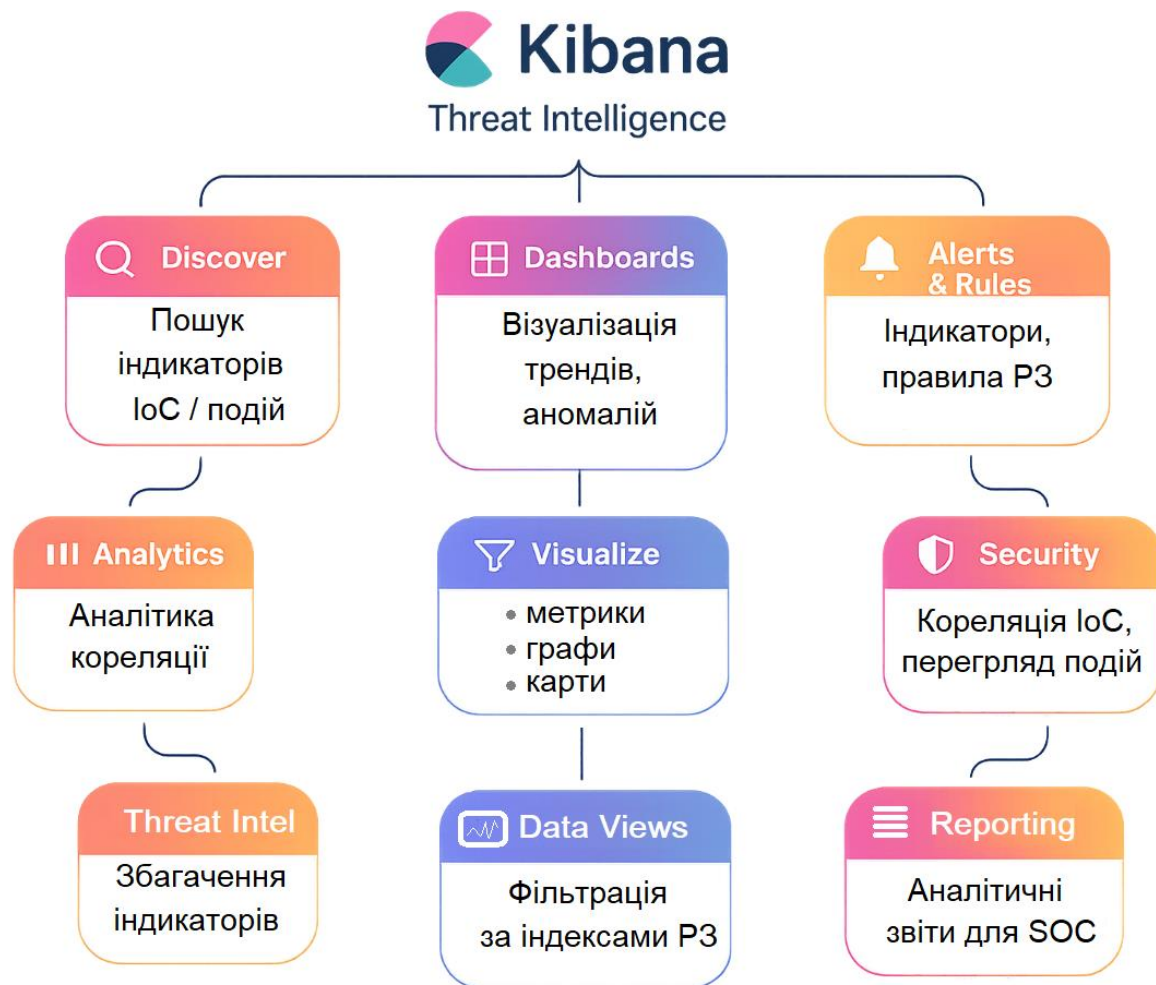 Kibana
Threat Intelligence
Discover
Пошук
індикаторів
IoC / подій
Dashboards
Візуалізація
трендів,
аномалій
Alerts
& Rules
Індикатори,
правила РЗ
Analytics
Аналітика
кореляції
Visualize
• метрики
• графи
• карти
Security
Кореляція IoC,
перегрляд подій
Threat Intel
Збагачення
індикаторів
Data Views
Фільтрація
за індексами РЗ
Reporting
Аналітичні
звіти для SOC